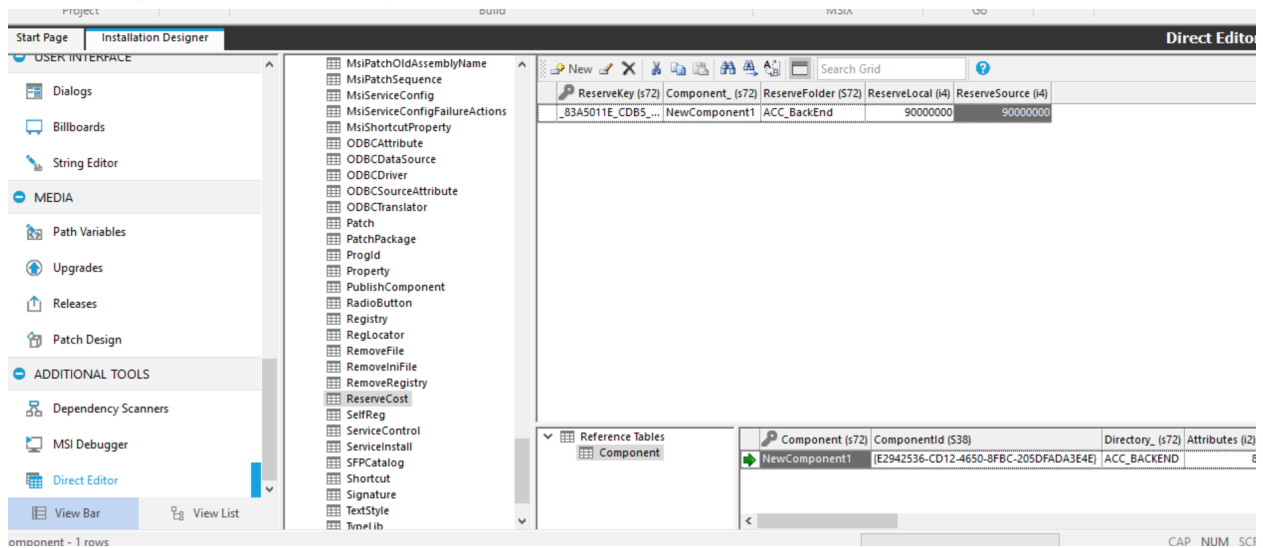 Project
Build
MSIX
Go
Start Page
Installation Designer
Direct Editor
USER INTERFACE
Dialogs
Billboards
String Editor
MEDIA
Path Variables
Upgrades
Releases
Patch Design
ADDITIONAL TOOLS
Dependency Scanners
MSI Debugger
Direct Editor
View Bar
View List
MsiPatchOldAssemblyName
MsiPatchSequence
MsiServiceConfig
MsiServiceConfigFailureActions
MsiShortcutProperty
ODBCAttribute
ODBCDataSource
ODBCDriver
ODBCSourceAttribute
ODBCTranslator
Patch
PatchPackage
ProgId
Property
PublishComponent
RadioButton
Registry
RegLocator
RemoveFile
RemoveIniFile
RemoveRegistry
ReserveCost
SelfReg
ServiceControl
ServiceInstall
SFPCatalog
Shortcut
Signature
TextStyle
TypeLib
New
Search Grid
ReserveKey (s72) Component_ (s72) ReserveFolder (S72) ReserveLocal (i4) ReserveSource (i4)
_83A5011E_CDB5_... NewComponent1 ACC_BackEnd 90000000 90000000
Reference Tables
Component
Component (s72) ComponentId (S38) Directory_ (s72) Attributes (i2)
NewComponent1 {E2942536-CD12-4650-8FBC-205DFADA3E4E} ACC_BACKEND 8
omponent - 1 rows
CAP NUM SCR